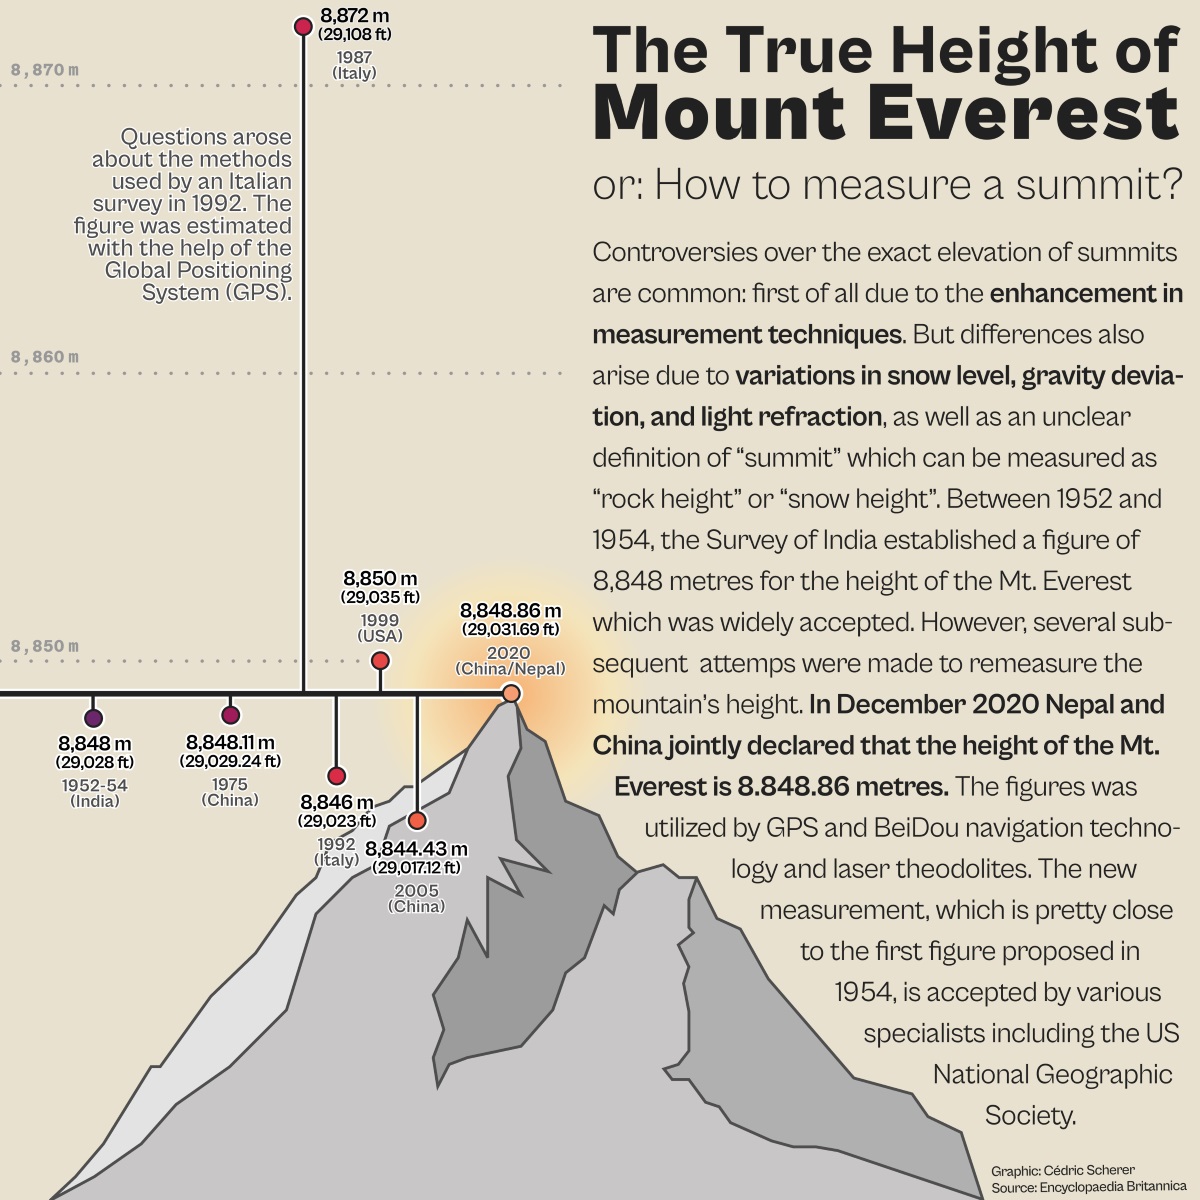 The True Height of
Mount Everest
or: How to measure a summit?
Controversies over the exact elevation of summits
are common: first of all due to the enhancement in
measurement techniques. But differences also
arise due to variations in snow level, gravity devia-
tion, and light refraction, as well as an unclear
definition of “summit” which can be measured as
“rock height” or “snow height”. Between 1952 and
1954, the Survey of India established a figure of
8,848 metres for the height of the Mt. Everest
which was widely accepted. However, several sub-
sequent attemps were made to remeasure the
mountain’s height. In December 2020 Nepal and
China jointly declared that the height of the Mt.
Everest is 8.848.86 metres. The figures was
utilized by GPS and BeiDou navigation techno-
logy and laser theodolites. The new
measurement, which is pretty close
to the first figure proposed in
1954, is accepted by various
specialists including the US
National Geographic
Society.
8,872 m
(29,108 ft)
1987
(Italy)
8,870 m
Questions arose
about the methods
used by an Italian
survey in 1992. The
figure was estimated
with the help of the
Global Positioning
System (GPS).
8,860 m
8,850 m
8,850 m
(29,035 ft)
1999
(USA)
8,848.86 m
(29,031.69 ft)
2020
(China/Nepal)
8,848 m
(29,028 ft)
1952-54
(India)
8,848.11 m
(29,029.24 ft)
1975
(China)
8,846 m
(29,023 ft)
1992
(Italy)
8,844.43 m
(29,017.12 ft)
2005
(China)
Graphic: Cédric Scherer
Source: Encyclopaedia Britannica